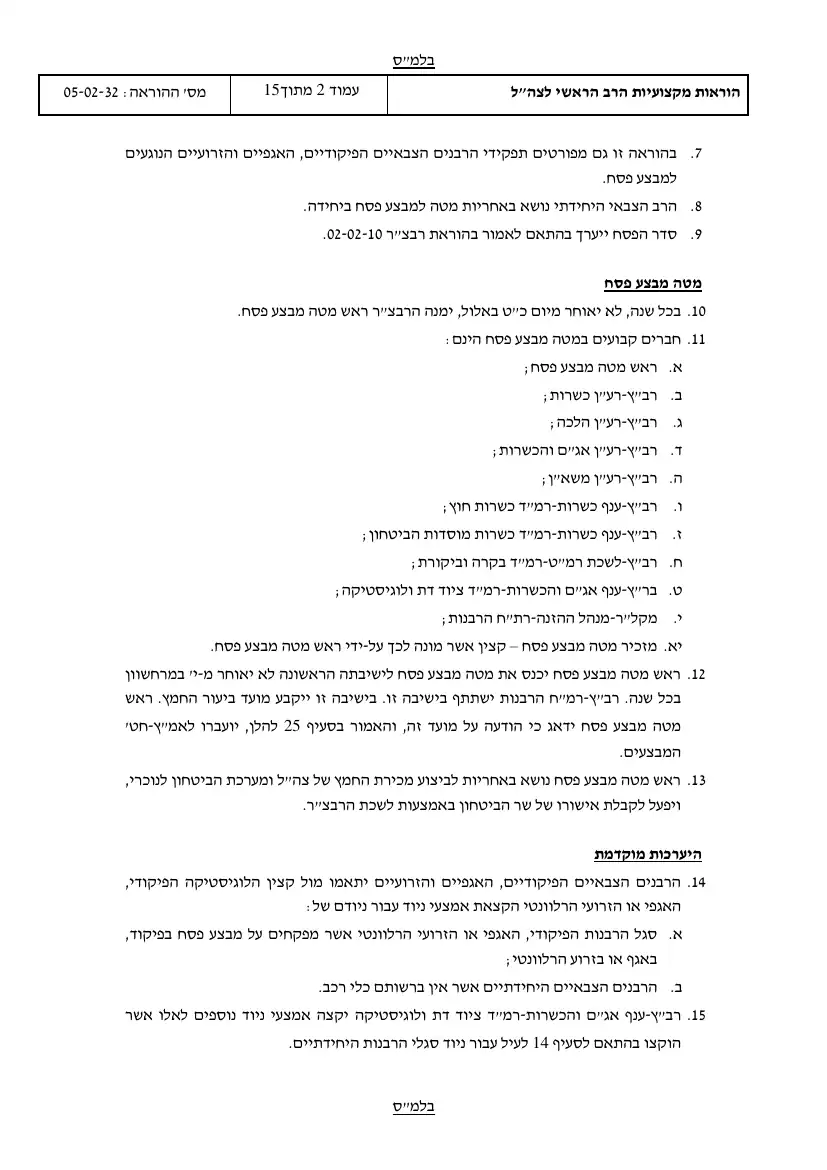 בלמ"ס
הוראות מקצועיות הרב הראשי לצה"ל	עמוד 2 מתוך 15	מס' ההוראה: 05-02-32
7. בהוראה זו גם מפורטים תפקידי הרבנים הצבאיים הפיקודיים, האגפיים והזרועיים הנוגעים
למבצע פסח.
8. הרב הצבאי היחידתי נושא באחריות מטה למבצע פסח ביחידה.
9. סדר הפסח ייערך בהתאם לאמור בהוראת רבצ"ר 02-02-10.
מטה מבצע פסח
10. בכל שנה, לא יאוחר מיום כ"ט באלול, ימנה הרבצ"ר ראש מטה מבצע פסח.
11. חברים קבועים במטה מבצע פסח הינם:
א. ראש מטה מבצע פסח;
ב. רב"ץ-רע"ן כשרות;
ג. רב"ץ-רע"ן הלכה;
ד. רב"ץ-רע"ן אג"ם והכשרות;
ה. רב"ץ-רע"ן משא"ן;
ו. רב"ץ-ענף כשרות-רמ"ד כשרות חוץ;
ז. רב"ץ-ענף כשרות-רמ"ד כשרות מוסדות הביטחון;
ח. רב"ץ-לשכת רמ"ט-רמ"ד בקרה וביקורת;
ט. בר"ץ-ענף אג"ם והכשרות-רמ"ד ציוד דת ולוגיסטיקה;
י. מקל"ר-מנהל ההזנה-רת"ח הרבנות;
יא. מזכיר מטה מבצע פסח – קצין אשר מונה לכך על-ידי ראש מטה מבצע פסח.
12. ראש מטה מבצע פסח יכנס את מטה מבצע פסח לישיבתה הראשונה לא יאוחר מ-י' במרחשוון
בכל שנה. רב"ץ-רמ"ח הרבנות ישתתף בישיבה זו. בישיבה זו ייקבע מועד ביעור החמץ. ראש
מטה מבצע פסח ידאג כי הודעה על מועד זה, והאמור בסעיף 25 להלן, יועברו לאמ"ץ-חט'
המבצעים.
13. ראש מטה מבצע פסח נושא באחריות לביצוע מכירת החמץ של צה"ל ומערכת הביטחון לנוכרי,
ויפעל לקבלת אישורו של שר הביטחון באמצעות לשכת הרבצ"ר.
היערכות מוקדמת
14. הרבנים הצבאיים הפיקודיים, האגפיים והזרועיים יתאמו מול קצין הלוגיסטיקה הפיקודי,
האגפי או הזרועי הרלוונטי הקצאת אמצעי ניוד עבור ניודם של:
א. סגל הרבנות הפיקודי, האגפי או הזרועי הרלוונטי אשר מפקחים על מבצע פסח בפיקוד,
באגף או בזרוע הרלוונטי;
ב. הרבנים הצבאיים היחידתיים אשר אין ברשותם כלי רכב.
15. רב"ץ-ענף אג"ם והכשרות-רמ"ד ציוד דת ולוגיסטיקה יקצה אמצעי ניוד נוספים לאלו אשר
הוקצו בהתאם לסעיף 14 לעיל עבור ניוד סגלי הרבנות היחידתיים.
בלמ"ס